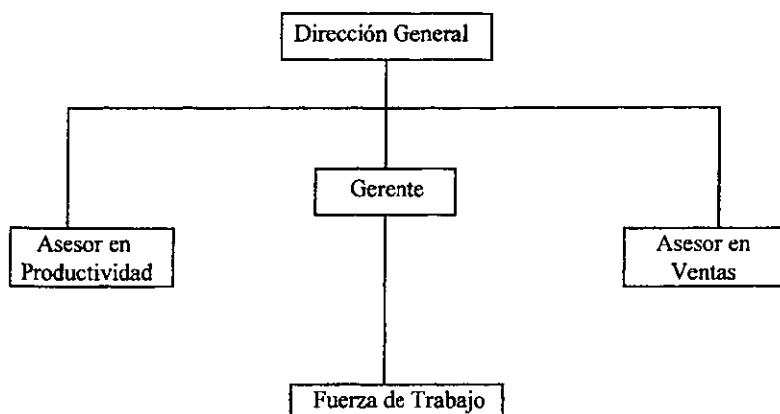 Dirección General
Gerente
Asesor en
Productividad
Asesor en
Ventas
Fuerza de Trabajo